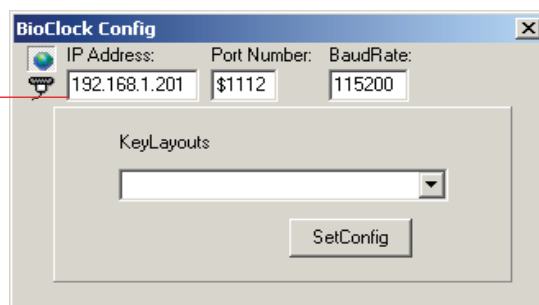 BioClock Config
IP Address: Port Number: BaudRate:
192.168.1.201 $1112 115200
KeyLayouts
SetConfig